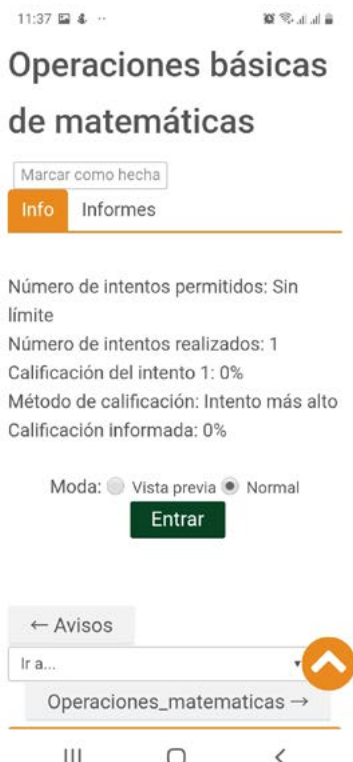 11:37
Operaciones básicas
de matemáticas
Marcar como hecha
Info Informes
Número de intentos permitidos: Sin
límite
Número de intentos realizados: 1
Calificación del intento 1: 0%
Método de calificación: Intento más alto
Calificación informada: 0%
Moda: Vista previa Normal
Entrar
← Avisos
Ir a...
Operaciones_matematicas →